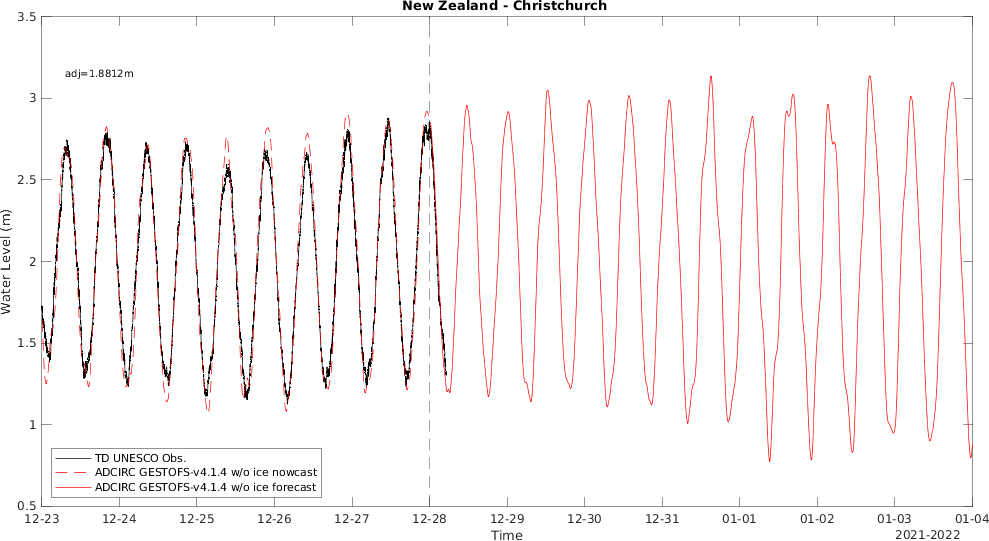 New Zealand - Christchurch
3.5
3
2.5
2
1.5
1
0.5
Water Level (m)
adj=1.8812m
TD UNESCO Obs.
ADCIRC GESTOFS-v4.1.4 w/o ice nowcast
ADCIRC GESTOFS-v4.1.4 w/o ice forecast
12-23 12-24 12-25 12-26 12-27 12-28 12-29 12-30 12-31 01-01 01-02 01-03 01-04
Time
2021-2022